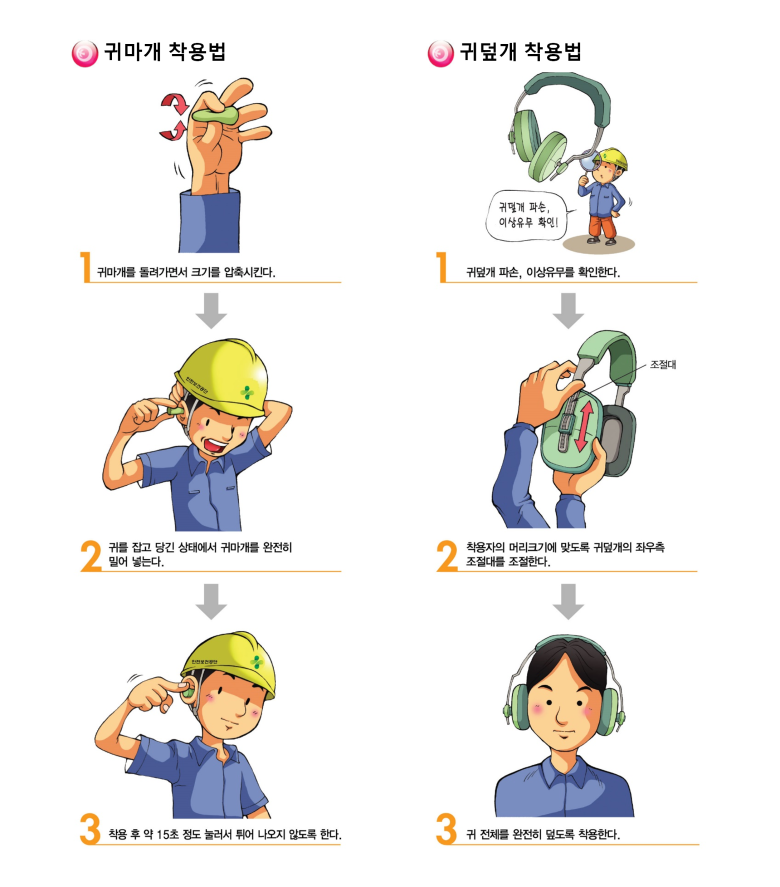 귀마개 착용법
1 귀마개를 돌려가면서 크기를 압축시킨다.
안전보건공단
2 귀를 잡고 당긴 상태에서 귀마개를 완전히
밀어 넣는다.
안전보건공단
3 착용 후 약 15초 정도 눌러서 튀어 나오지 않도록 한다.
귀덮개 착용법
귀덮개 파손,
이상유무 확인!
1 귀덮개 파손, 이상유무를 확인한다.
조절대
2 착용자의 머리크기에 맞도록 귀덮개의 좌우측
조절대를 조절한다.
3 귀 전체를 완전히 덮도록 착용한다.